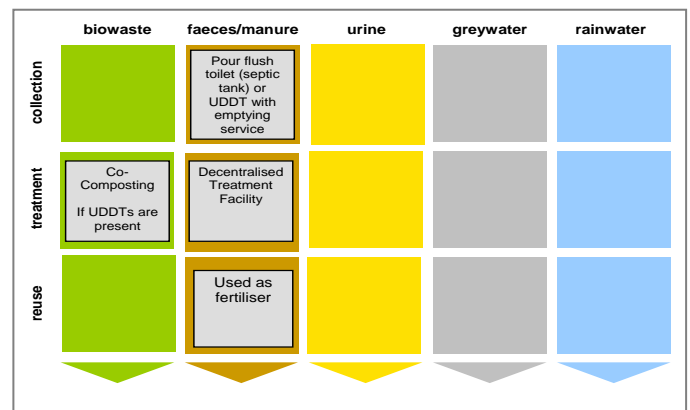 biowaste faeces/manure urine greywater rainwater
collection
Pour flush
toilet (septic
tank) or
UDDT with
emptying
service
treatment
Co-
Composting
If UDDTs are
present
Decentralised
Treatment
Facility
reuse
Used as
fertiliser